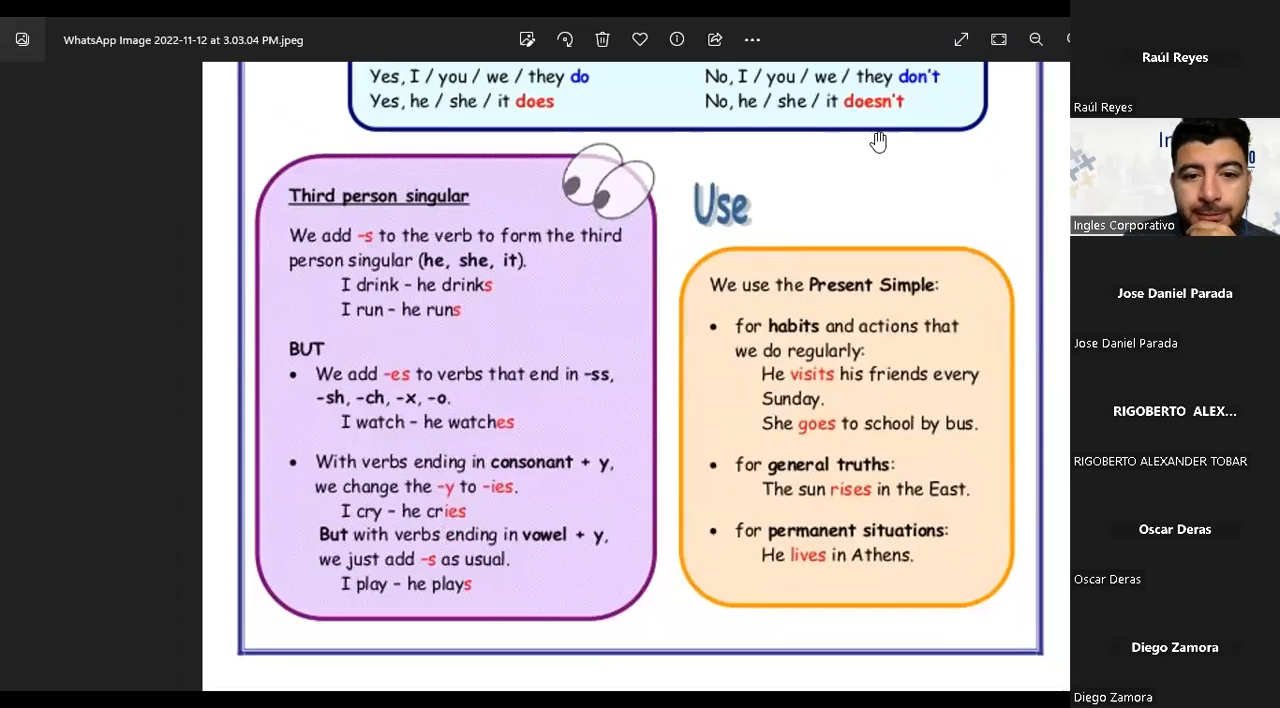 WhatsApp Image 2022-11-12 at 3.03.04 PM.jpeg
Yes, I / you / we / they do
Yes, he / she / it does
No, I / you / we / they don't
No, he / she / it doesn't
Third person singular
We add -s to the verb to form the third
person singular (he, she, it).
I drink – he drinks
I run – he runs
BUT
• We add -es to verbs that end in -ss,
-sh, -ch, -x, -o.
I watch – he watches
• With verbs ending in consonant + y,
we change the -y to -ies.
I cry – he cries
But with verbs ending in vowel + y,
we just add -s as usual.
I play – he plays
Use
We use the Present Simple:
• for habits and actions that
we do regularly:
He visits his friends every
Sunday.
She goes to school by bus.
• for general truths:
The sun rises in the East.
• for permanent situations:
He lives in Athens.
Raúl Reyes
Raúl Reyes
Ingles Corporativo
Jose Daniel Parada
Jose Daniel Parada
RIGOBERTO ALEX...
RIGOBERTO ALEXANDER TOBAR
Oscar Deras
Oscar Deras
Diego Zamora
Diego Zamora